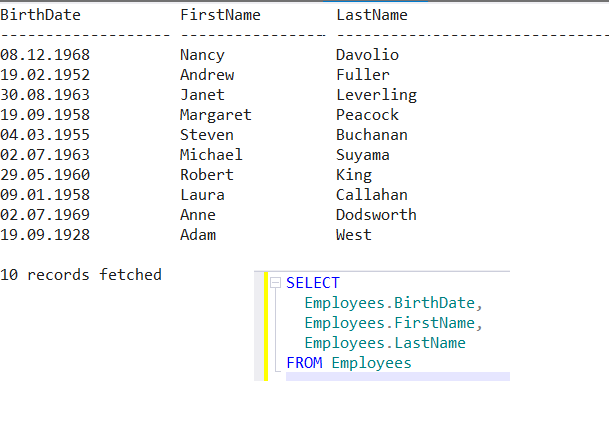 BirthDate FirstName LastName
------------------- ---------------- ------------------------------
08.12.1968 Nancy Davolio
19.02.1952 Andrew Fuller
30.08.1963 Janet Leverling
19.09.1958 Margaret Peacock
04.03.1955 Steven Buchanan
02.07.1963 Michael Suyama
29.05.1960 Robert King
09.01.1958 Laura Callahan
02.07.1969 Anne Dodsworth
19.09.1928 Adam West
10 records fetched
SELECT
Employees.BirthDate,
Employees.FirstName,
Employees.LastName
FROM Employees